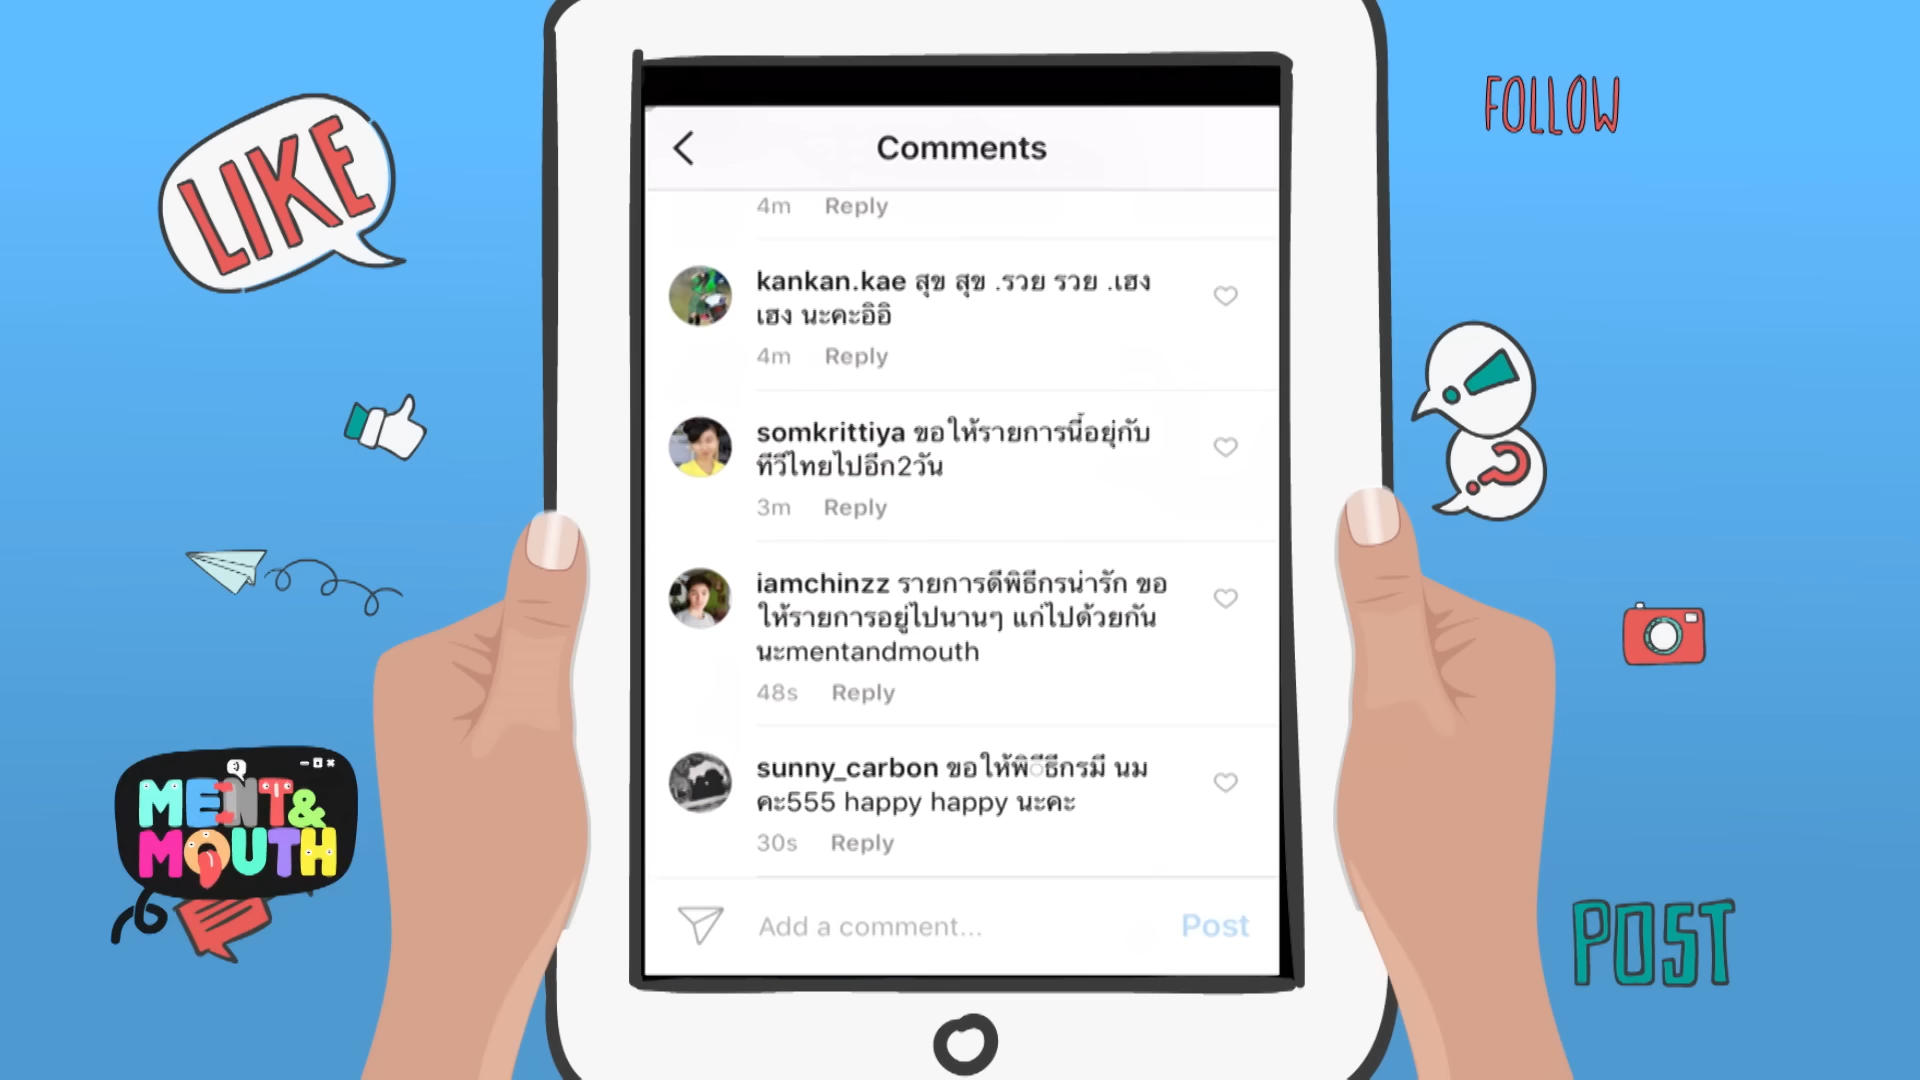 LIKE
FOLLOW
Comments
4m Reply
kankan.kae สุข สุข .รวย รวย .เฮง
เฮง นะคะอิอิ
4m Reply
somkrittiya ขอให้รายการนี้อยู่กับ
ทีวีไทยไปอีก2วัน
3m Reply
iamchinzz รายการดีพิธีกรน่ารัก ขอ
ให้รายการอยู่ไปนานๆ แก่ไปด้วยกัน
นะmentandmouth
48s Reply
sunny_carbon ขอให้พิีธีกรมี นม
คะ555 happy happy นะคะ
30s Reply
Add a comment... Post
MENT&
MOUTH
POST